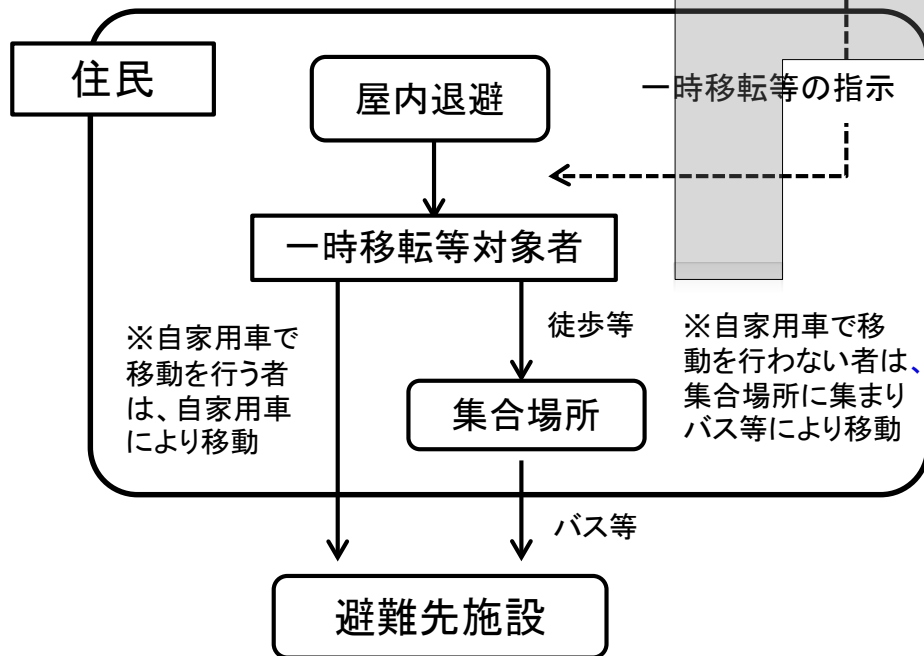 住民
屋内退避
一時移転等の指示
一時移転等対象者
※自家用車で
移動を行う者
は、自家用車
により移動
徒歩等
※自家用車で移
動を行わない者は、
集合場所に集まり
バス等により移動
集合場所
バス等
避難先施設